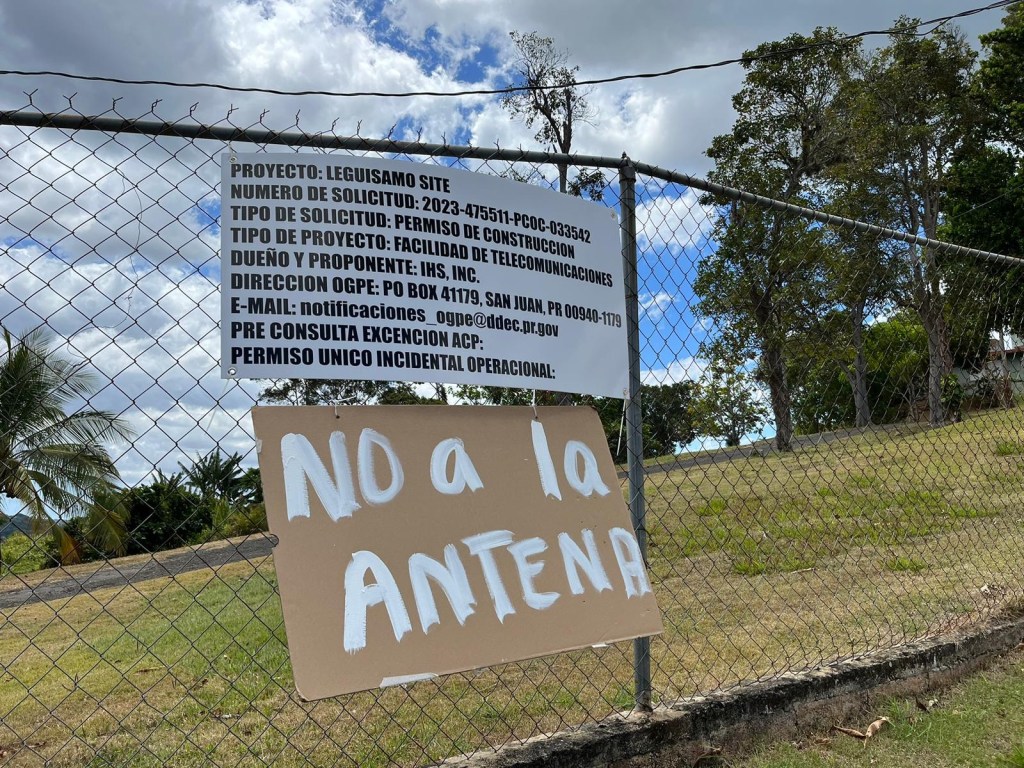 PROYECTO: LEGUISAMO SITE
NUMERO DE SOLICITUD: 2023-475511-PCOC-033542
TIPO DE SOLICITUD: PERMISO DE CONSTRUCCION
TIPO DE PROYECTO: FACILIDAD DE TELECOMUNICACIONES
DUEÑO Y PROPONENTE: IHS, INC.
DIRECCION OGPE: PO BOX 41179, SAN JUAN, PR 00940-1179
E-MAIL: notificaciones_ogpe@ddec.pr.gov
PRE CONSULTA EXCENCION ACP:
PERMISO UNICO INCIDENTAL OPERACIONAL:
NO a la
ANTENA